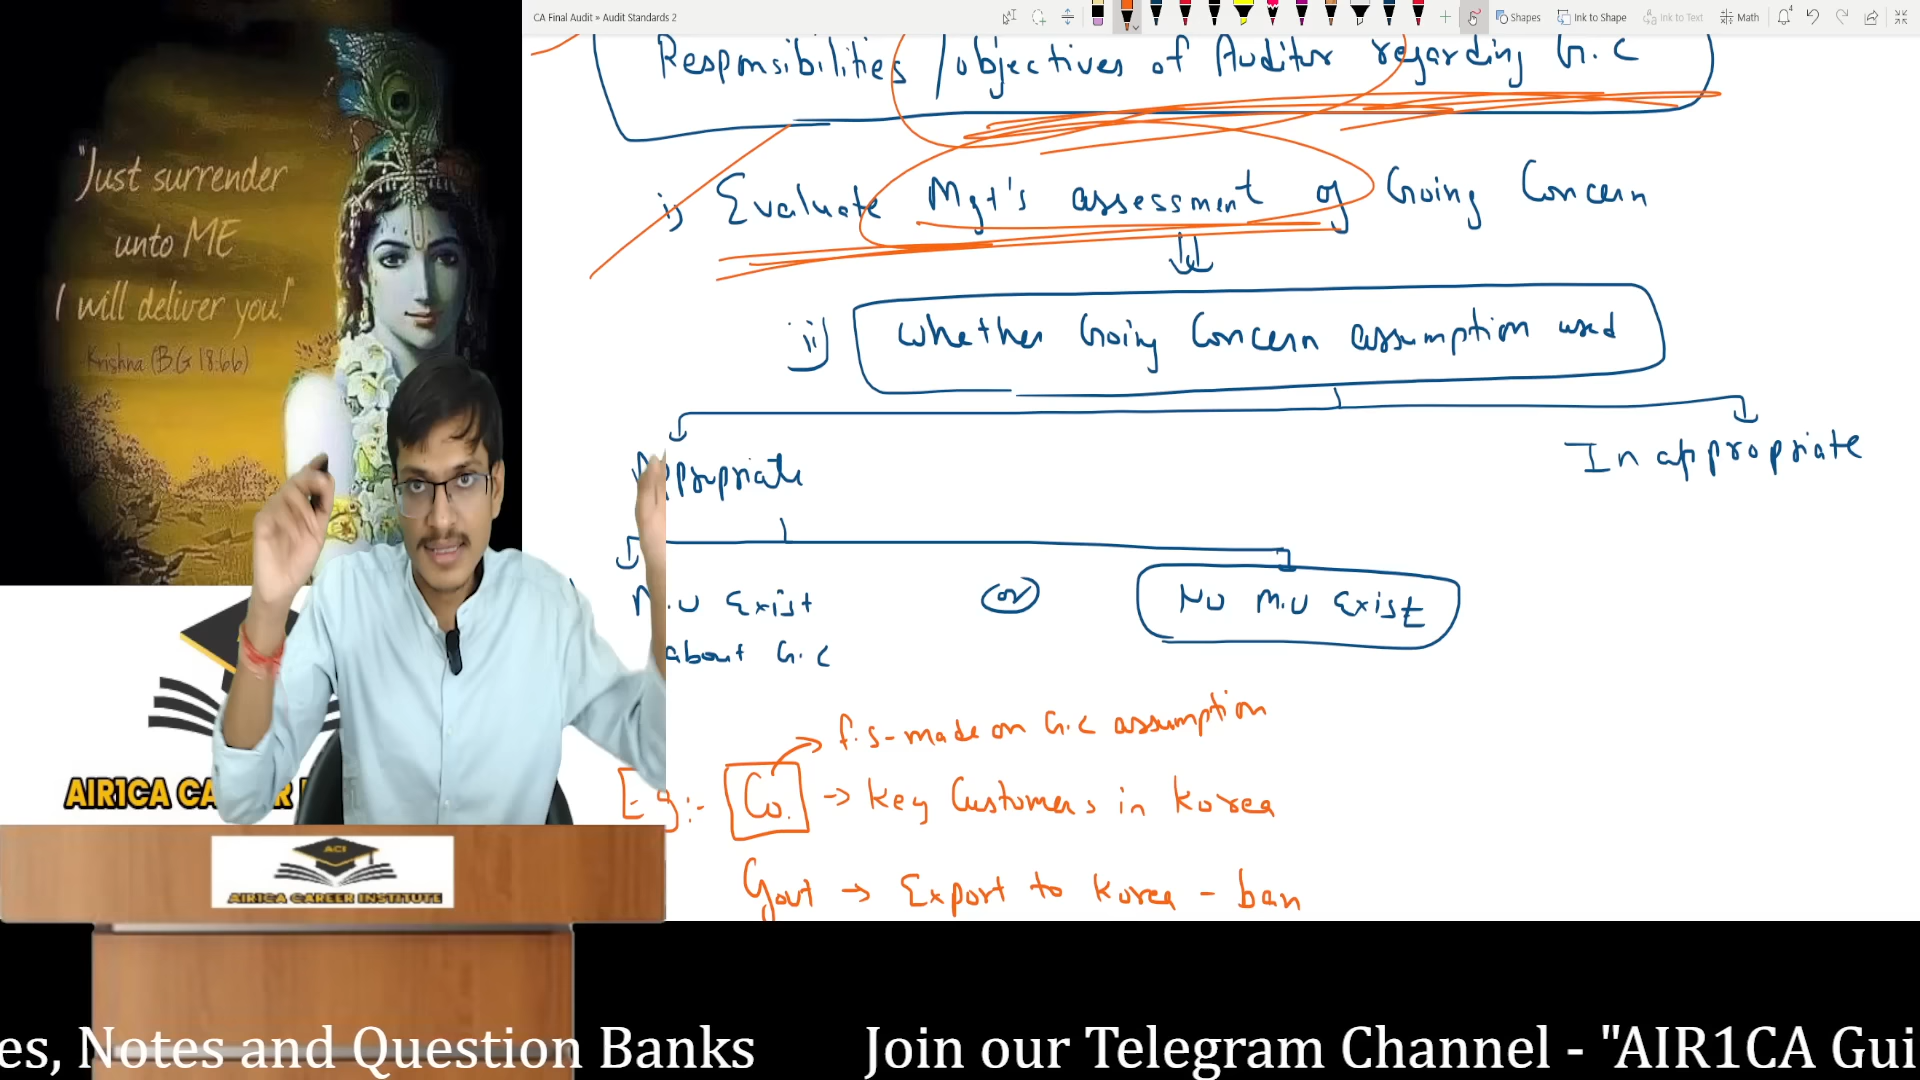 CA Final Audit » Audit Standards 2
Shapes
Ink to Shape
Ink to Text
Math
Responsibilities / objectives of Auditor regarding G.C
i) Evaluate Mgt's assessment of Going Concern
ii) Whether Going Concern assumption used
Appropriate
Inappropriate
M.U Exist
about G.C
or
No M.U Exist
f.s - made on G.C assumption
Eg:- Co. → Key Customers in Korea
Govt → Export to Korea - ban
"Just surrender
unto ME
I will deliver you!"
- Krishna (B.G 18:66)
AIR1CA CA
ACI
AIR1CA CAREER INSTITUTE
es, Notes and Question Banks
Join our Telegram Channel - "AIR1CA Gui